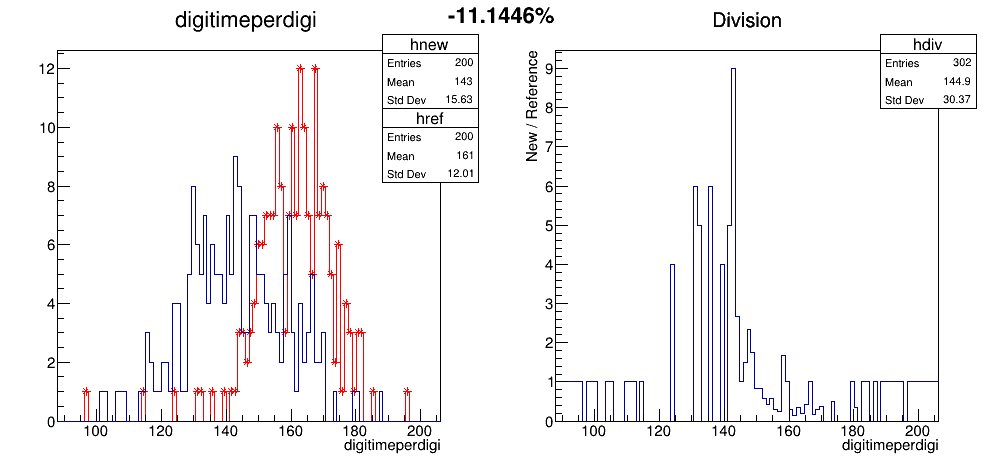 -11.1446%
digitimeperdigi
hnew
Entries 200
Mean 143
Std Dev 15.63
href
Entries 200
Mean 161
Std Dev 12.01
12
10
8
6
4
2
0
100 120 140 160 180 200
digitimeperdigi
Division
hdiv
Entries 302
Mean 144.9
Std Dev 30.37
New / Reference
9
8
7
6
5
4
3
2
1
0
100 120 140 160 180 200
digitimeperdigi